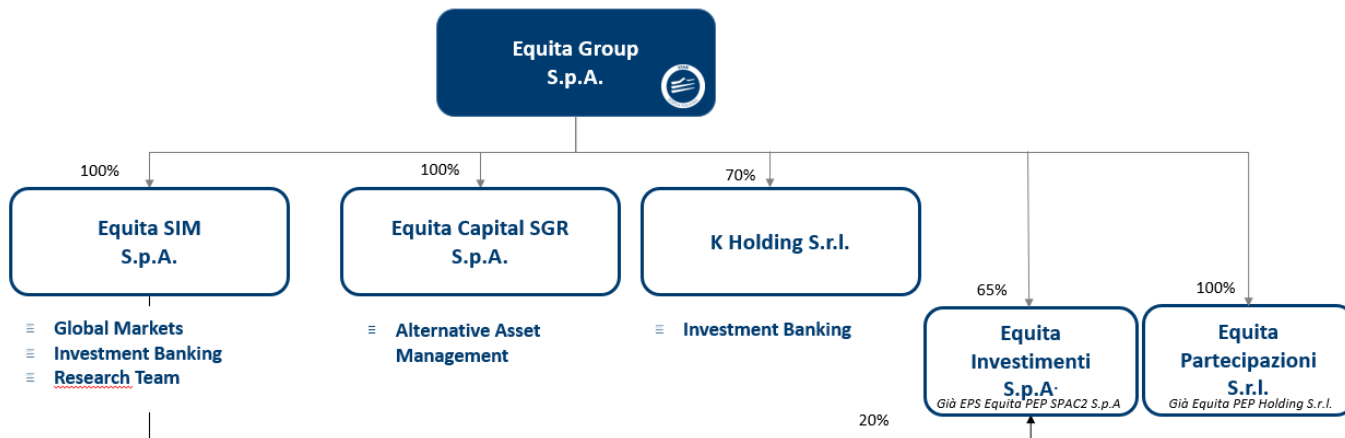 Equita Group
S.p.A.
STAR
100%
100%
70%
65%
100%
Equita SIM
S.p.A.
Equita Capital SGR
S.p.A.
K Holding S.r.l.
Equita
Investimenti
S.p.A.
Già EPS Equita PEP SPAC2 S.p.A
Equita
Partecipazioni
S.r.l.
Già Equita PEP Holding S.r.l.
Global Markets
Investment Banking
Research Team
Alternative Asset
Management
Investment Banking
20%